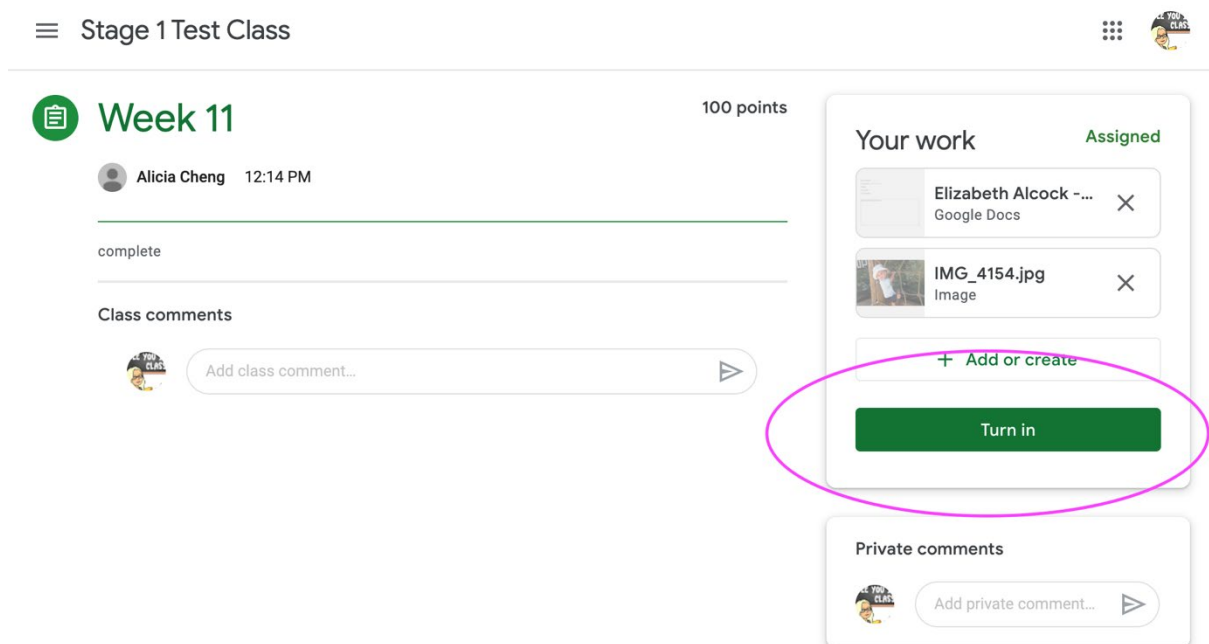 Stage 1 Test Class
Week 11
100 points
Alicia Cheng 12:14 PM
complete
Class comments
Add class comment...
Your work
Assigned
Elizabeth Alcock -...
Google Docs
IMG_4154.jpg
Image
+ Add or create
Turn in
Private comments
Add private comment...